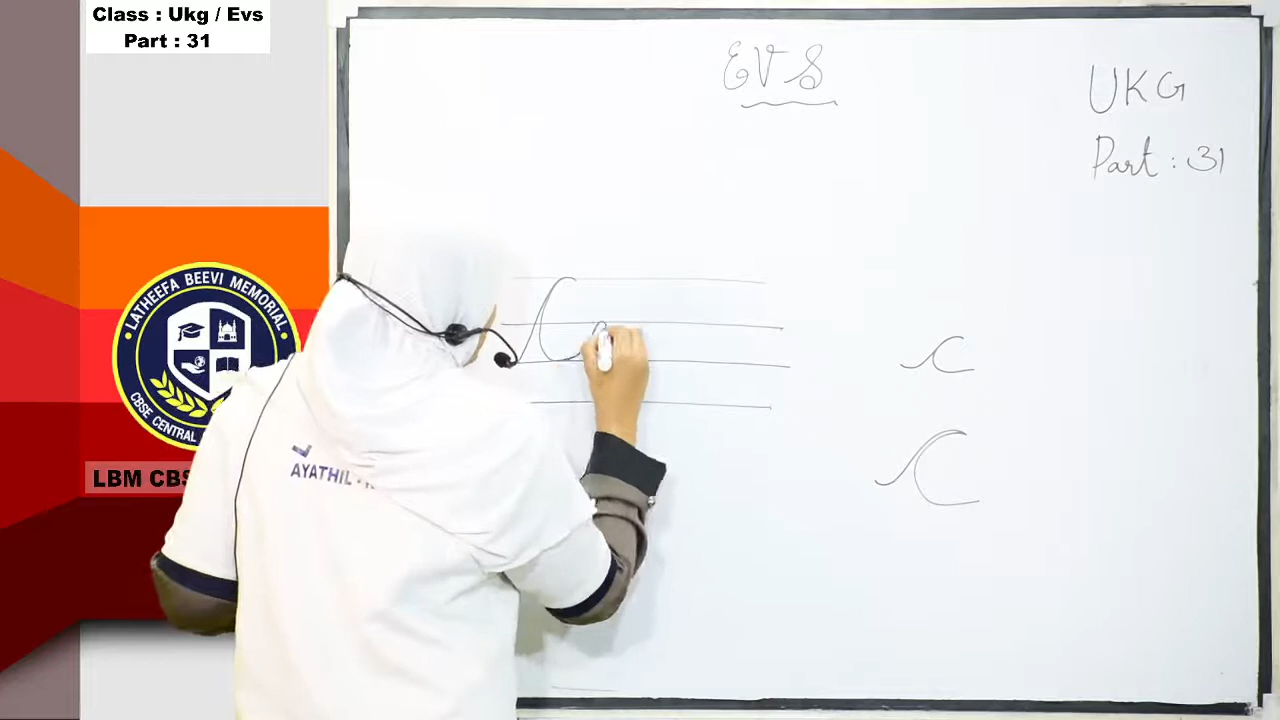 Class : Ukg / Evs
Part : 31
EVS
UKG
Part : 31
LATHEEFA BEEVI MEMORIAL
CBSE CENTRAL
LBM CBS
AYATHIL
C
c
C